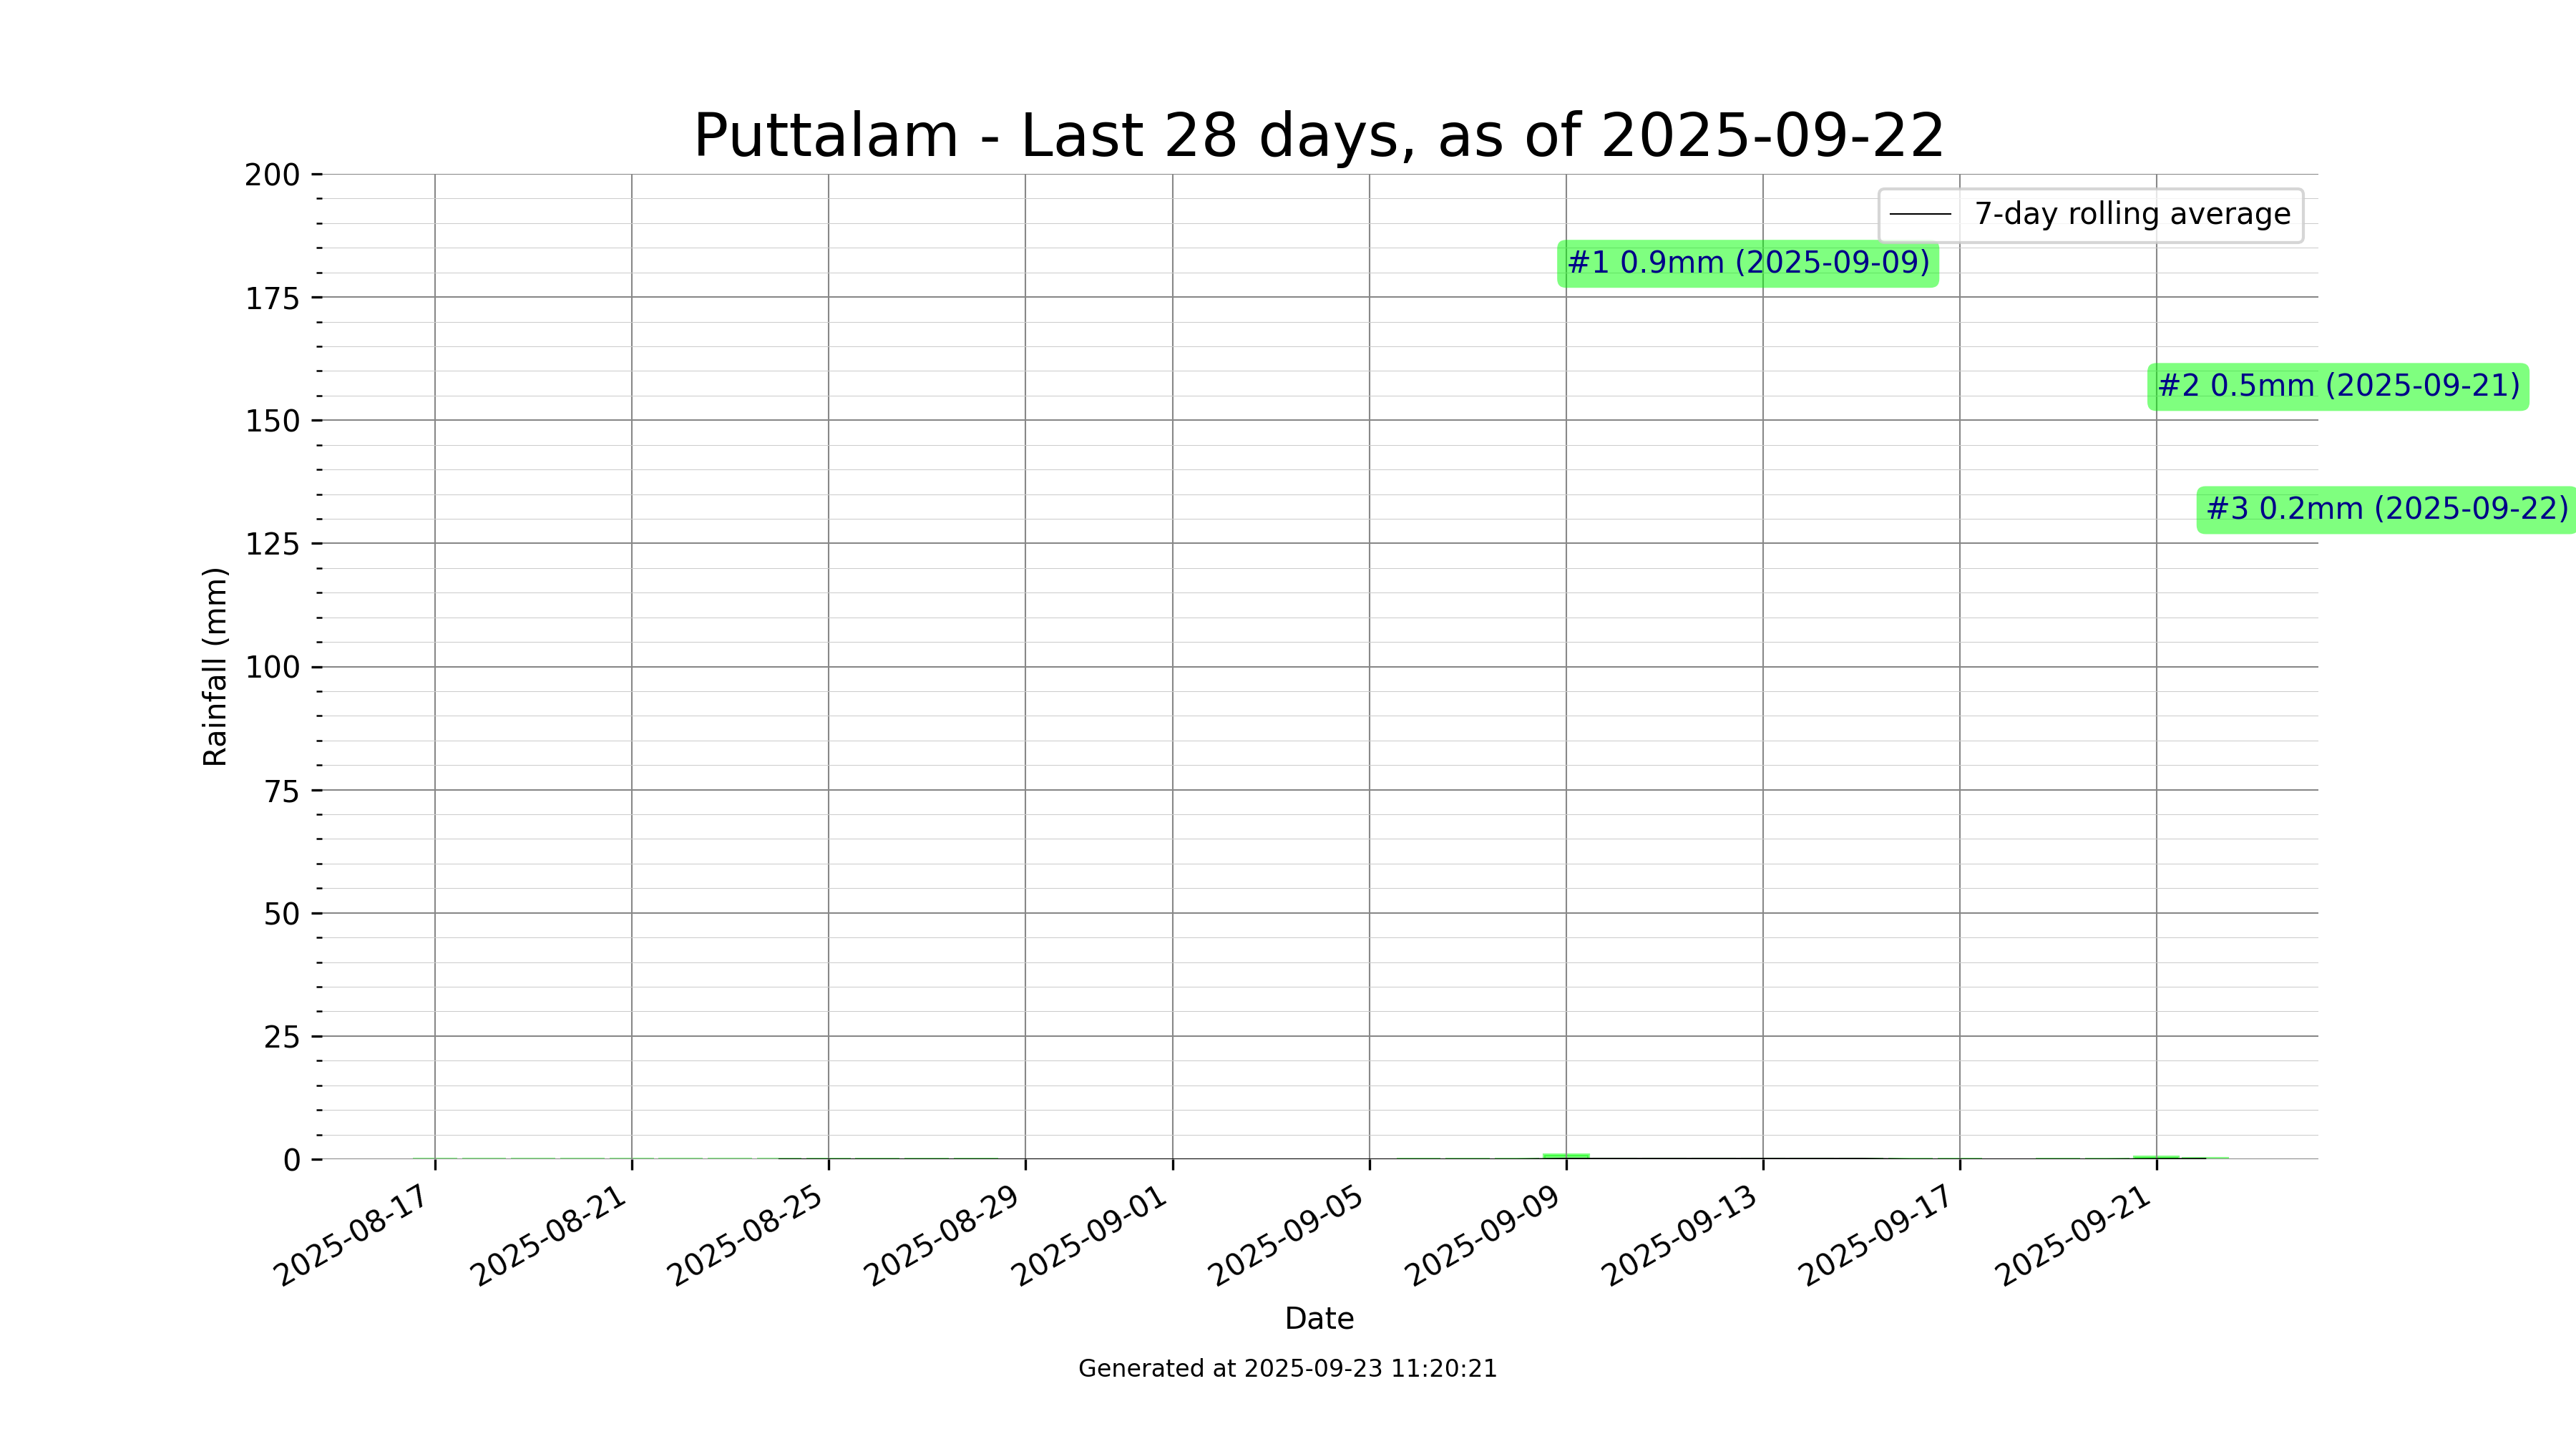 Puttalam - Last 28 days, as of 2025-09-22
7-day rolling average
#1 0.9mm (2025-09-09)
#2 0.5mm (2025-09-21)
#3 0.2mm (2025-09-22)
Rainfall (mm)
200
175
150
125
100
75
50
25
0
2025-08-17
2025-08-21
2025-08-25
2025-08-29
2025-09-01
2025-09-05
2025-09-09
2025-09-13
2025-09-17
2025-09-21
Date
Generated at 2025-09-23 11:20:21